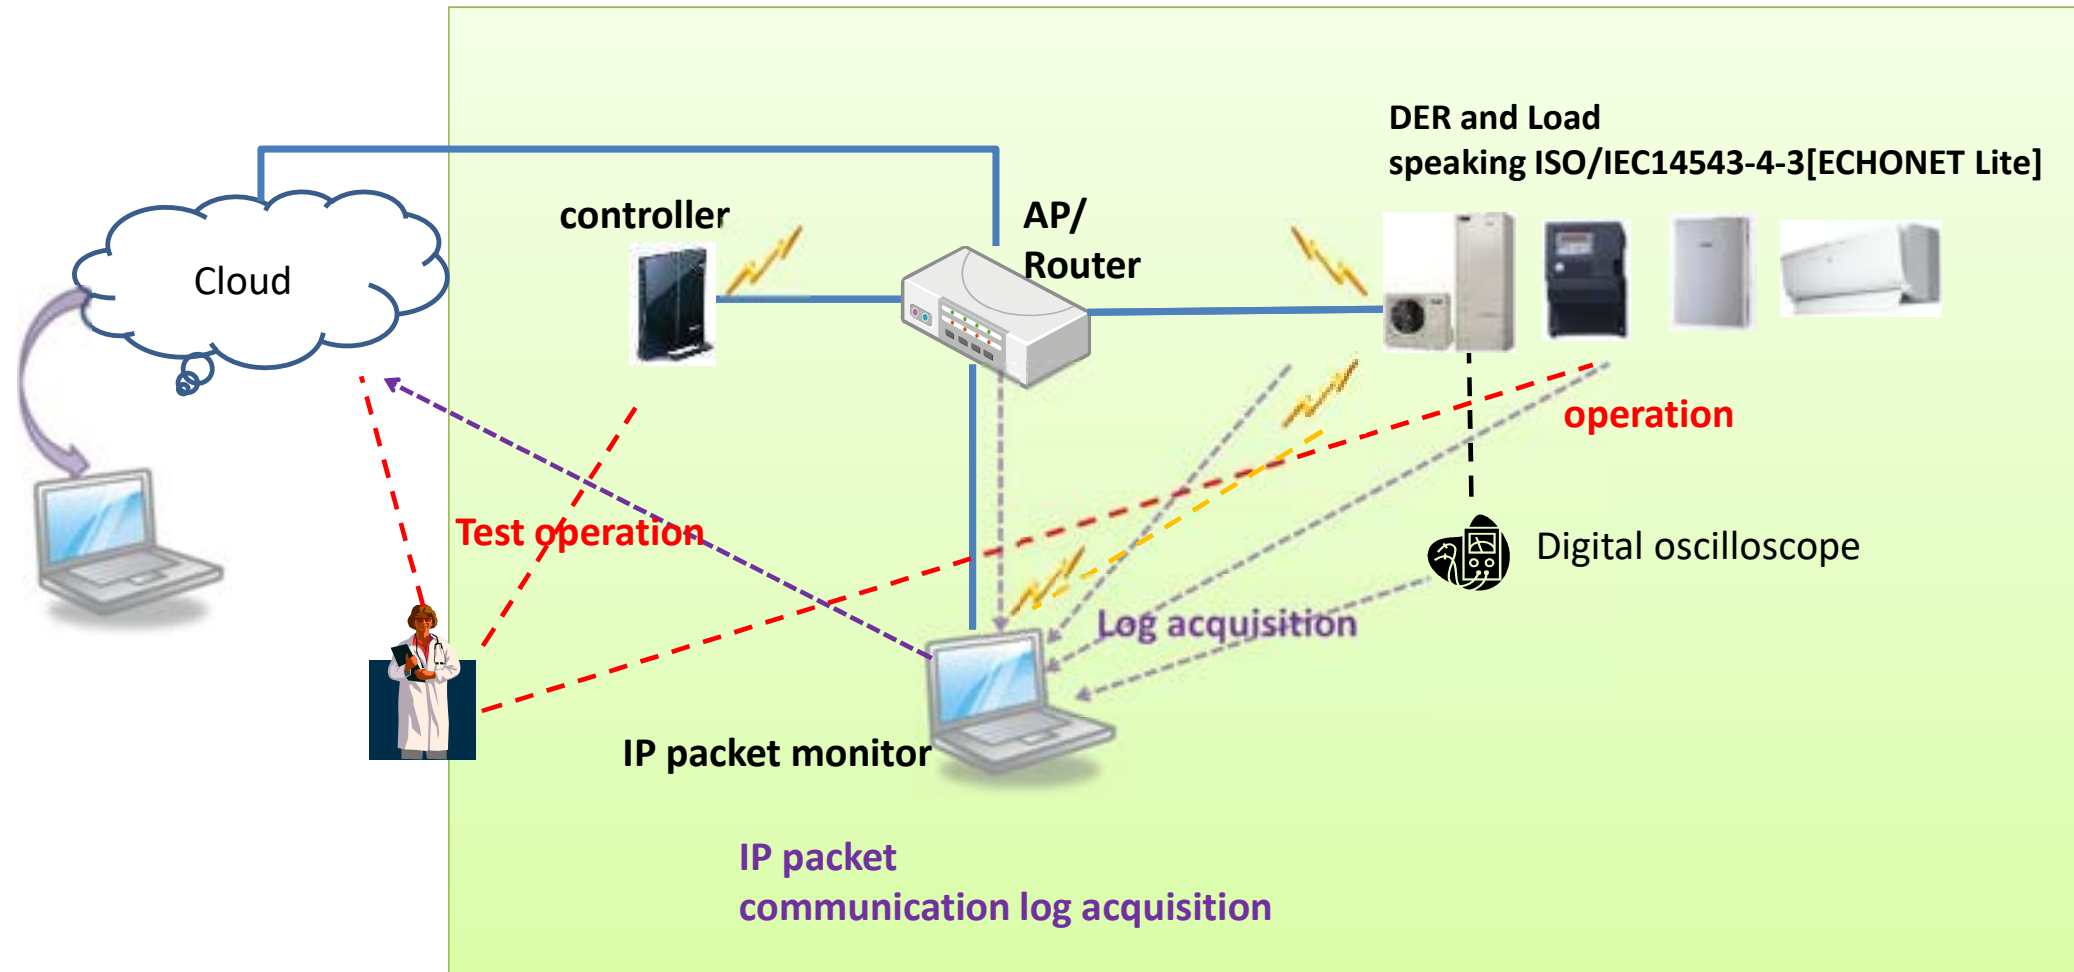 DER and Load
speaking ISO/IEC14543-4-3[ECHONET Lite]
controller
AP/
Router
Cloud
operation
Test operation
Digital oscilloscope
Log acquisition
IP packet monitor
IP packet
communication log acquisition